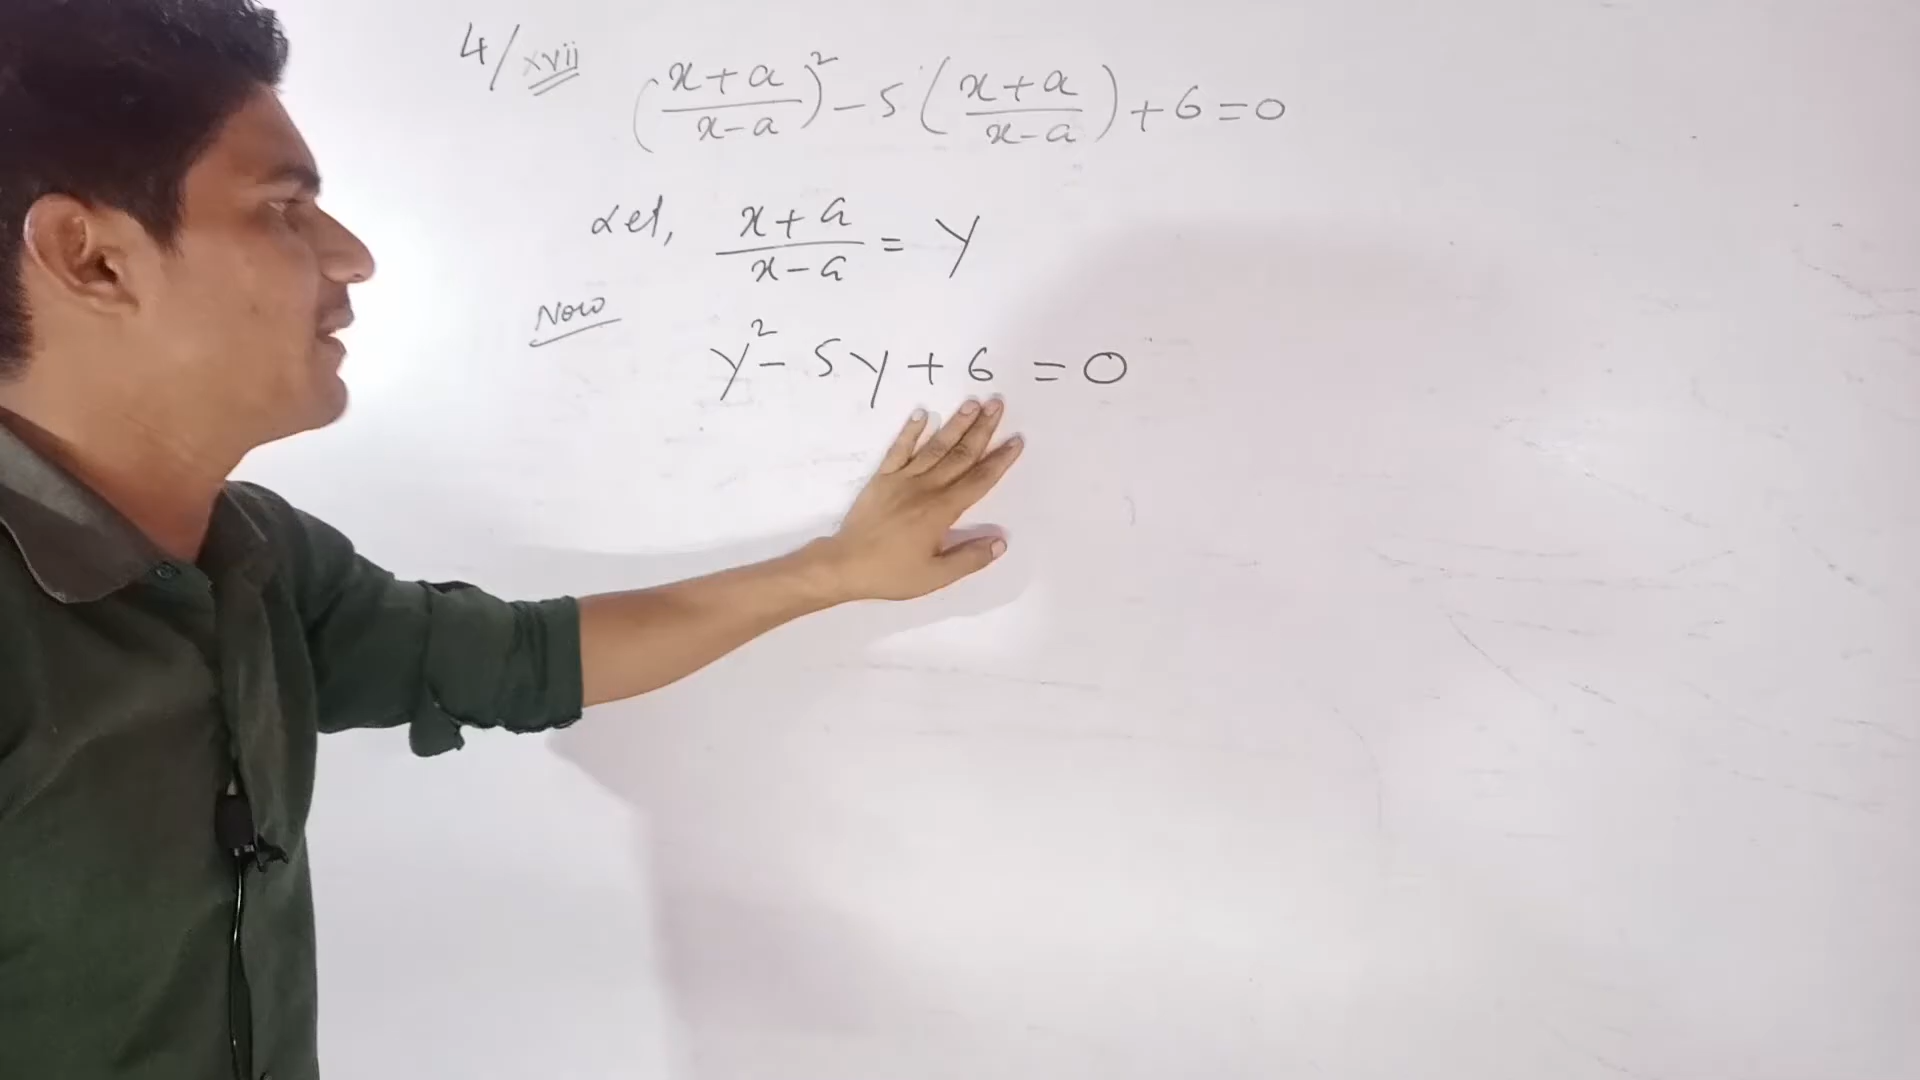 4/xvii (x+a/x-a)² - 5(x+a/x-a) + 6 = 0
Let, x+a/x-a = y
Now
y² - 5y + 6 = 0